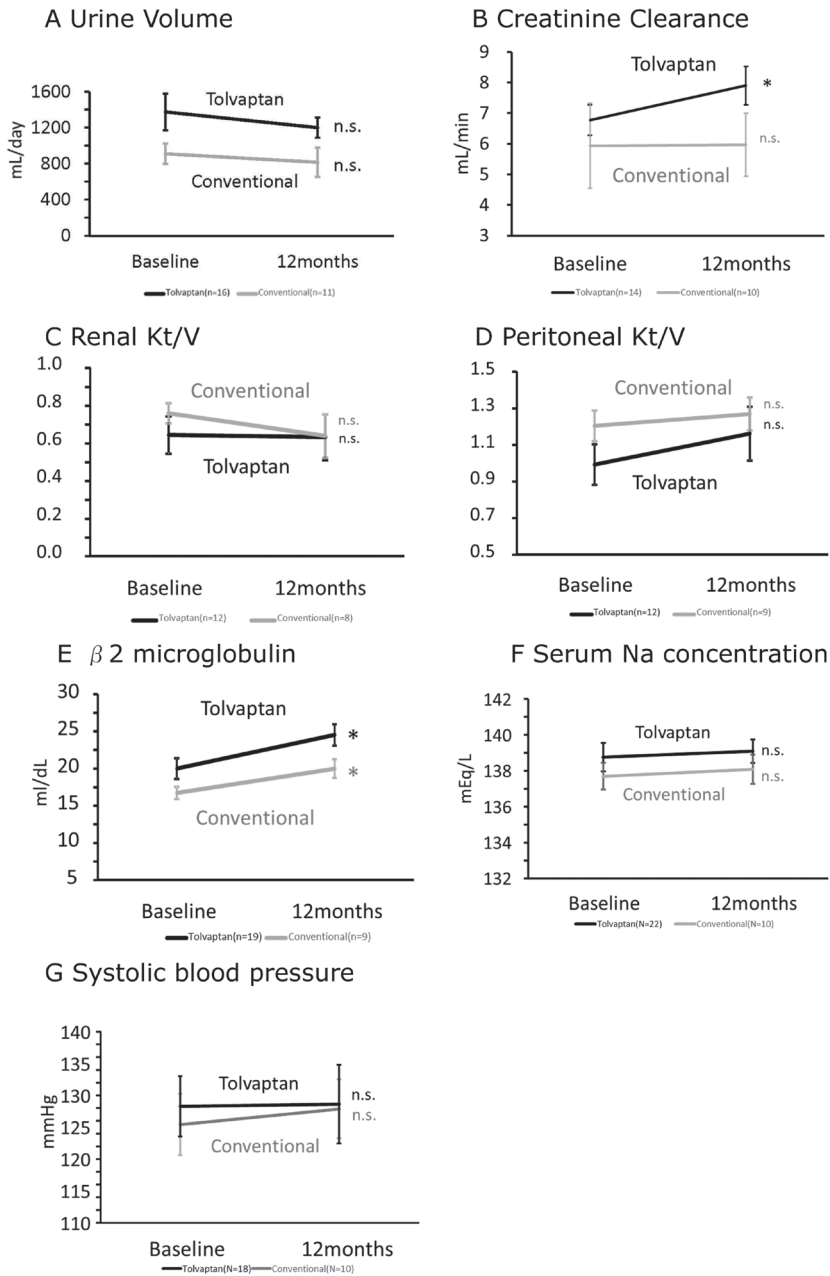 A Urine Volume
1600
1200
800
400
0
mL/day
Tolvaptan
n.s.
n.s.
Conventional
Baseline 12months
Tolvaptan(n=16) Conventional(n=11)
B Creatinine Clearance
9
8
7
6
5
4
3
mL/min
Tolvaptan
*
n.s.
Conventional
Baseline 12months
Tolvaptan(n=14) Conventional(n=10)
C Renal Kt/V
1.0
0.8
0.6
0.4
0.2
0.0
Conventional
n.s.
n.s.
Tolvaptan
Baseline 12months
Tolvaptan(n=12) Conventional(n=8)
D Peritoneal Kt/V
1.5
1.3
1.1
0.9
0.7
0.5
Conventional
n.s.
n.s.
Tolvaptan
Baseline 12months
Tolvaptan(n=12) Conventional(n=9)
E β2 microglobulin
30
25
20
15
10
5
ml/dL
Tolvaptan
*
*
Conventional
Baseline 12months
Tolvaptan(n=19) Conventional(n=9)
F Serum Na concentration
142
140
138
136
134
132
mEq/L
Tolvaptan
n.s.
n.s.
Conventional
Baseline 12months
Tolvaptan(N=22) Conventional(N=10)
G Systolic blood pressure
140
135
130
125
120
115
110
mmHg
Tolvaptan
n.s.
n.s.
Conventional
Baseline 12months
Tolvaptan(N=18) Conventional(N=10)